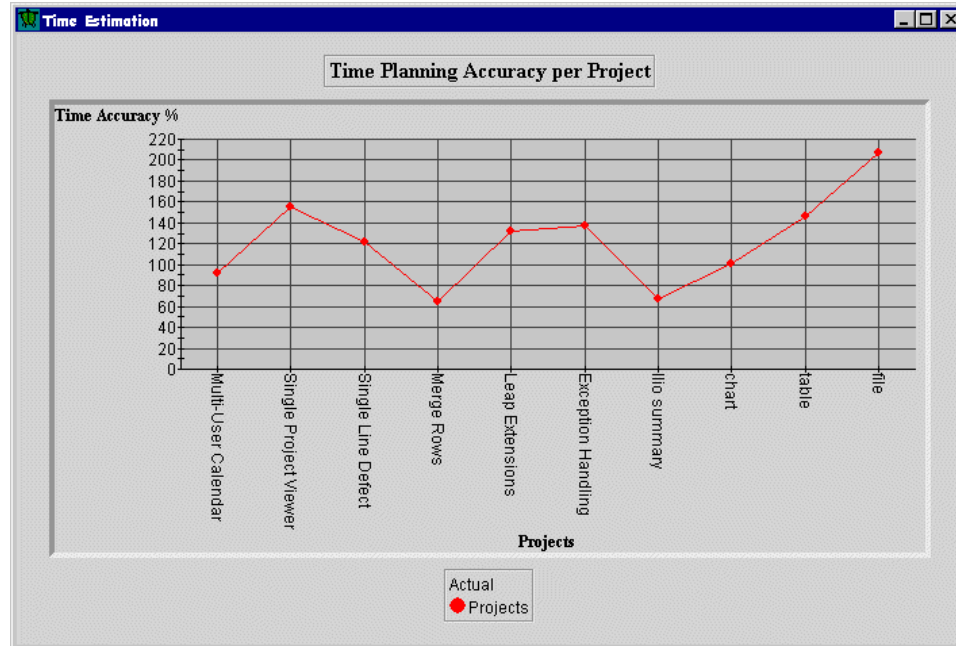 Time Estimation
Time Planning Accuracy per Project
Time Accuracy %
220
200
180
160
140
120
100
80
60
40
20
0
Multi-User Calendar
Single Project Viewer
Single Line Defect
Merge Rows
Leap Extensions
Exception Handling
llio summary
chart
table
file
Projects
Actual
Projects